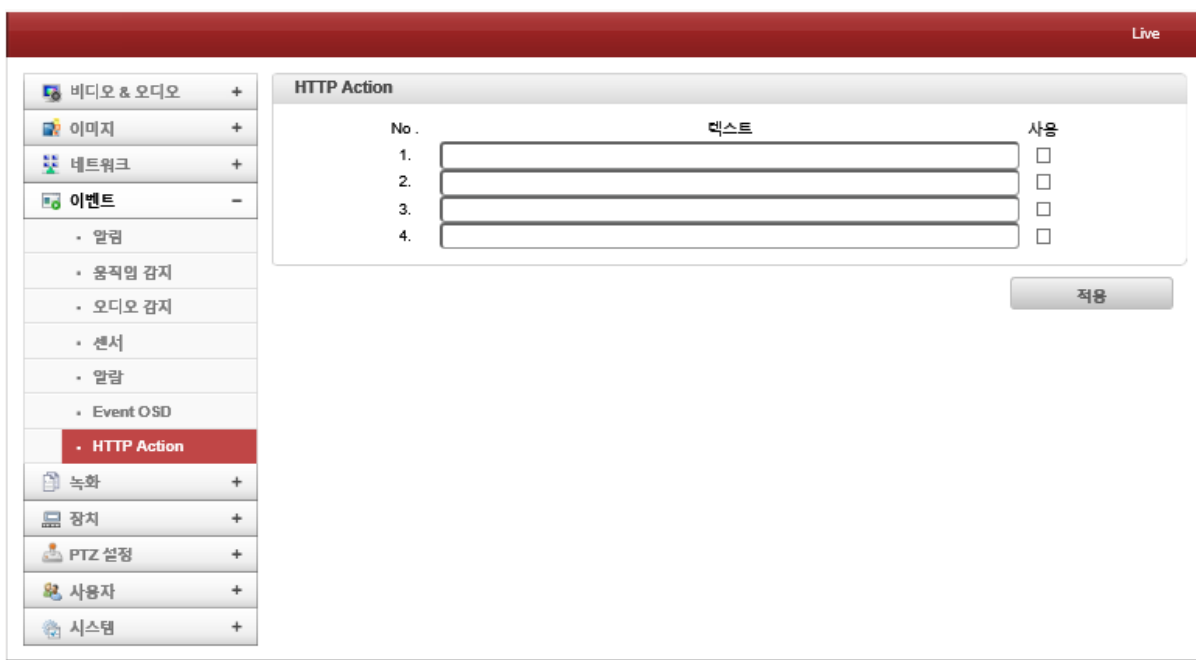 Live
비디오 & 오디오 +
이미지 +
네트워크 +
이벤트 -
· 알림
· 움직임 감지
· 오디오 감지
· 센서
· 알람
· Event OSD
· HTTP Action
녹화 +
장치 +
PTZ 설정 +
사용자 +
시스템 +
HTTP Action
No . 텍스트 사용
1.
2.
3.
4.
적용